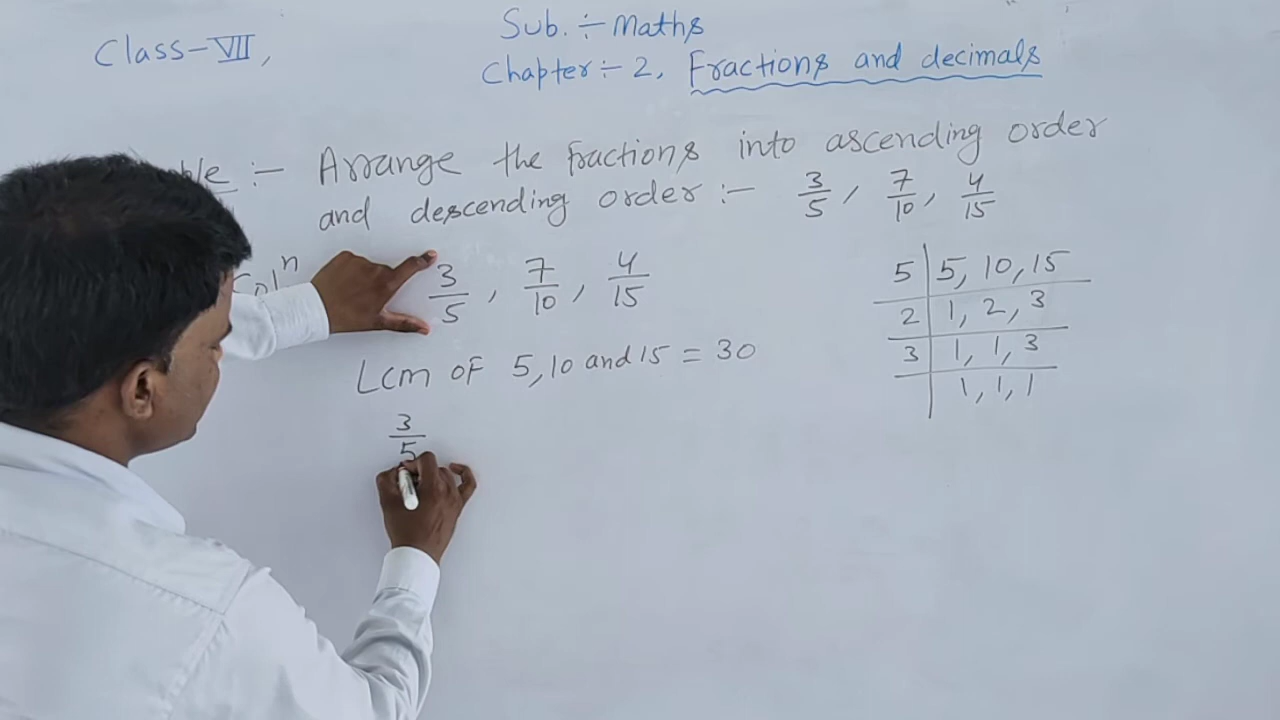 Class-VII,
Sub. :- Maths
Chapter :- 2, Fractions and decimals
:- Arrange the fractions into ascending order
and descending order :- 3/5, 7/10, 4/15
Solⁿ 3/5, 7/10, 4/15
LCM OF 5,10 and 15 = 30
3/5
5 | 5, 10, 15
2 | 1, 2, 3
3 | 1, 1, 3
| 1, 1, 1